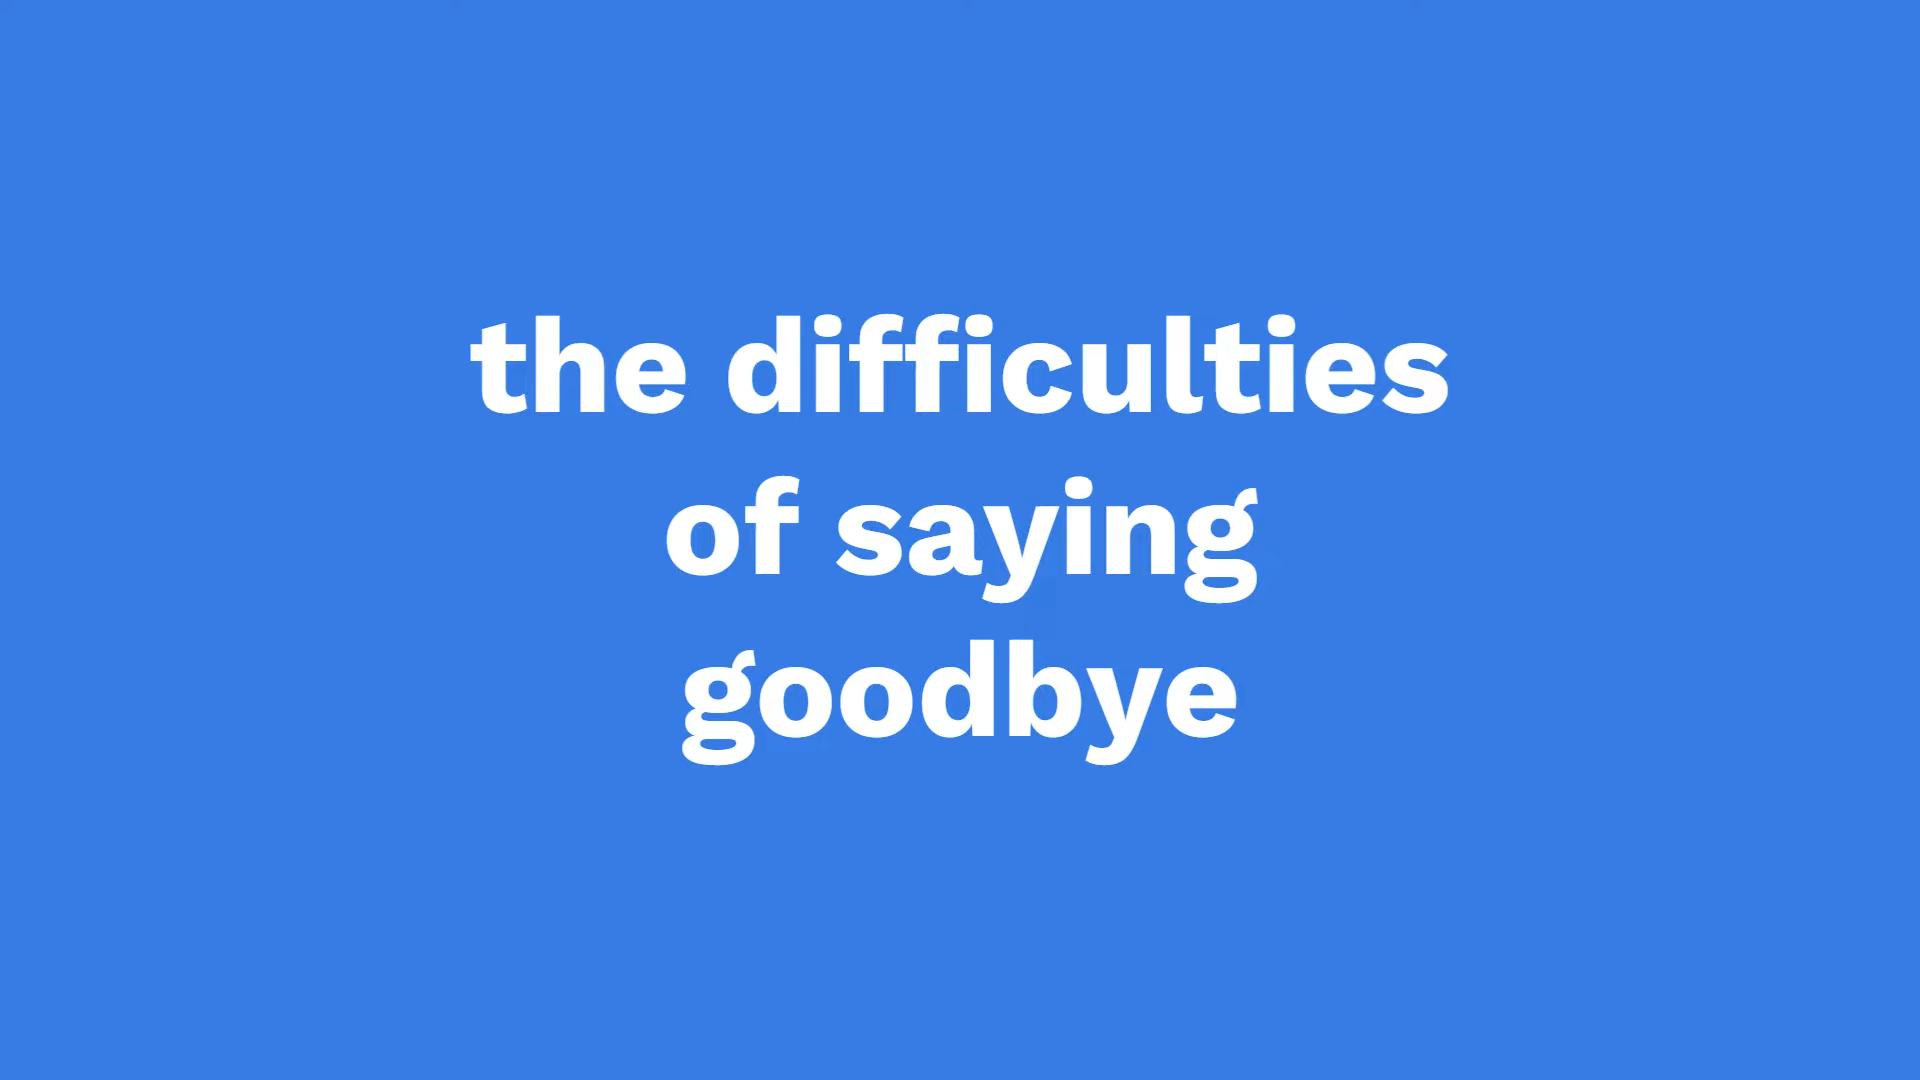 the difficulties
of saying
goodbye